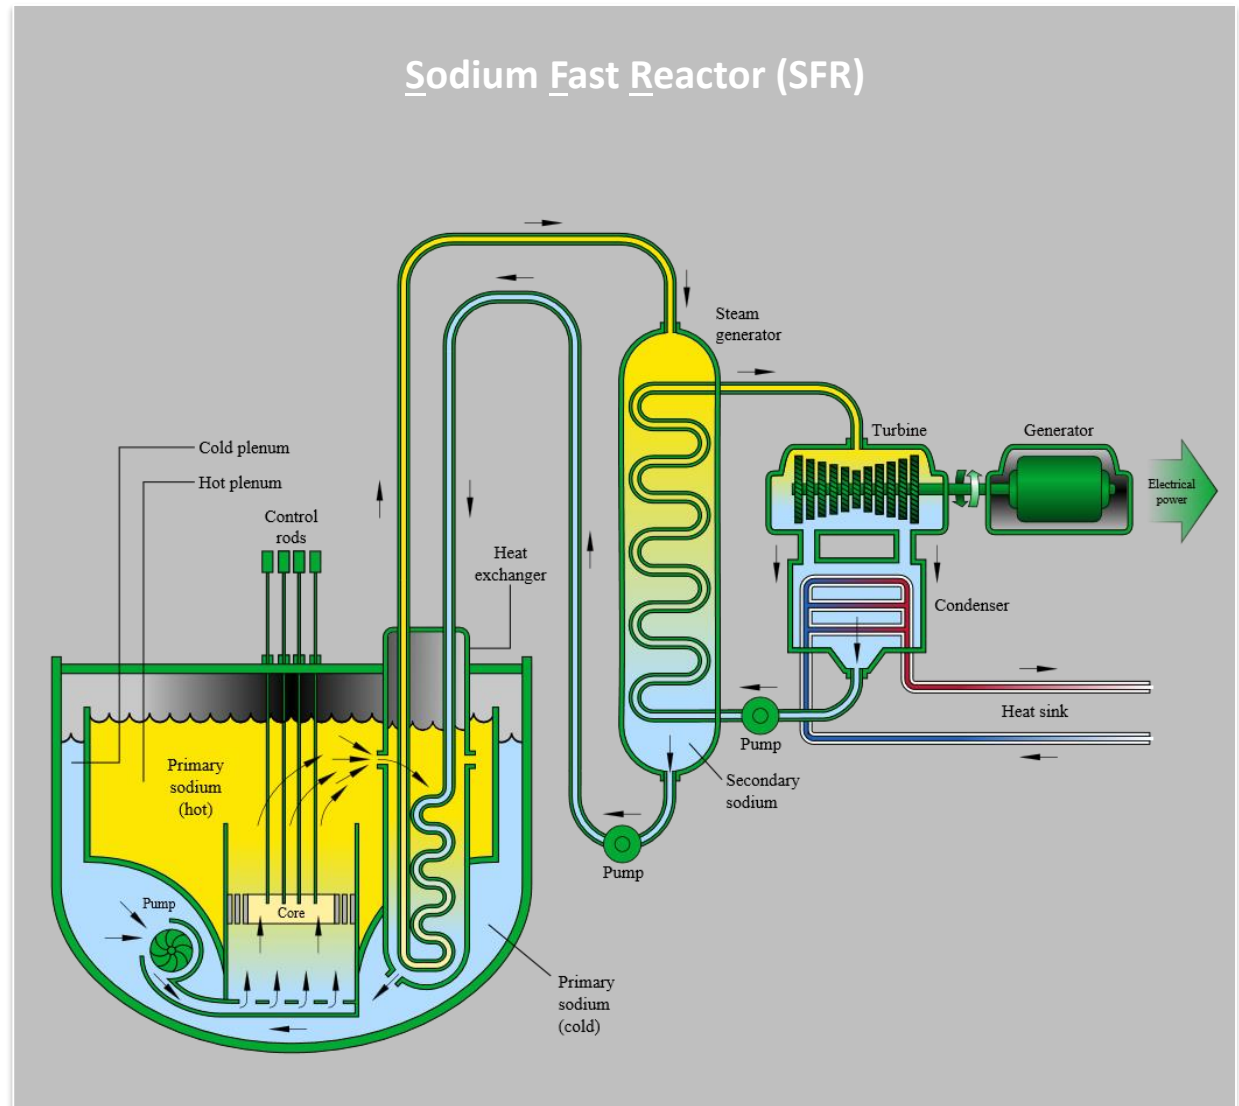 Sodium Fast Reactor (SFR)
Steam
generator
Turbine
Generator
Electrical
power
Cold plenum
Hot plenum
Control
rods
Heat
exchanger
Condenser
Heat sink
Pump
Primary
sodium
(hot)
Secondary
sodium
Pump
Pump
Core
Primary
sodium
(cold)